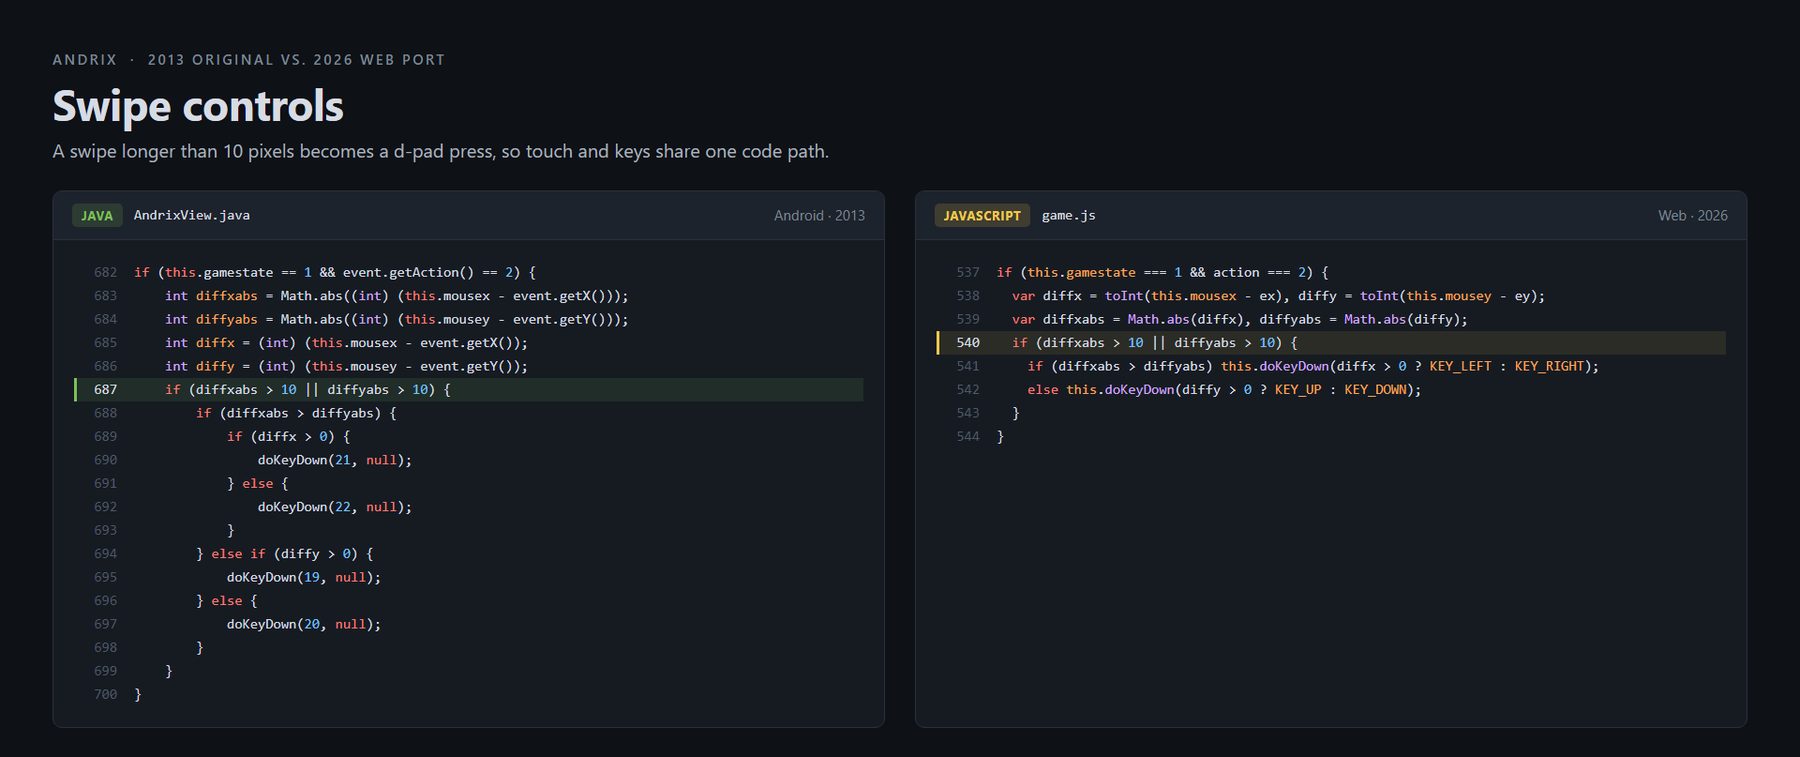 ANDRIX · 2013 ORIGINAL VS. 2026 WEB PORT
Swipe controls
A swipe longer than 10 pixels becomes a d-pad press, so touch and keys share one code path.
JAVA AndrixView.java Android · 2013
682 if (this.gamestate == 1 && event.getAction() == 2) {
683     int diffxabs = Math.abs((int) (this.mousex - event.getX()));
684     int diffyabs = Math.abs((int) (this.mousey - event.getY()));
685     int diffx = (int) (this.mousex - event.getX());
686     int diffy = (int) (this.mousey - event.getY());
687     if (diffxabs > 10 || diffyabs > 10) {
688         if (diffxabs > diffyabs) {
689             if (diffx > 0) {
690                 doKeyDown(21, null);
691             } else {
692                 doKeyDown(22, null);
693             }
694         } else if (diffy > 0) {
695             doKeyDown(19, null);
696         } else {
697             doKeyDown(20, null);
698         }
699     }
700 }
JAVASCRIPT game.js Web · 2026
537 if (this.gamestate === 1 && action === 2) {
538   var diffx = toInt(this.mousex - ex), diffy = toInt(this.mousey - ey);
539   var diffxabs = Math.abs(diffx), diffyabs = Math.abs(diffy);
540   if (diffxabs > 10 || diffyabs > 10) {
541     if (diffxabs > diffyabs) this.doKeyDown(diffx > 0 ? KEY_LEFT : KEY_RIGHT);
542     else this.doKeyDown(diffy > 0 ? KEY_UP : KEY_DOWN);
543   }
544 }